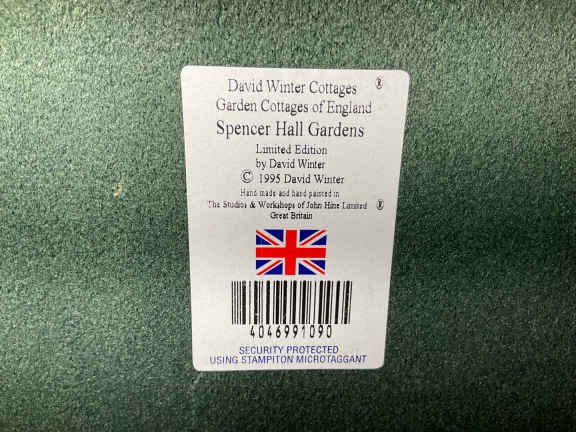 David Winter Cottages ®
Garden Cottages of England
Spencer Hall Gardens
Limited Edition
by David Winter
© 1995 David Winter
Hand made and hand painted in
The Studios & Workshops of John Hine Limited ®
Great Britain
4046991090
SECURITY PROTECTED
USING STAMPITON MICROTAGGANT